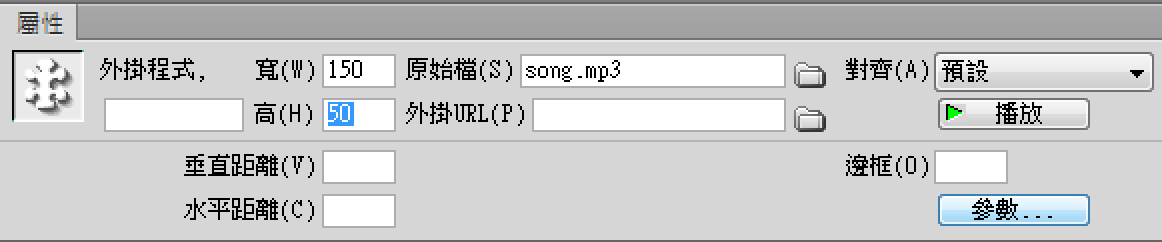 屬性
外掛程式, 寬(W) 150 原始檔(S) song.mp3 對齊(A) 預設
高(H) 50 外掛URL(P) 播放
垂直距離(V) 邊框(O)
水平距離(C) 參數...